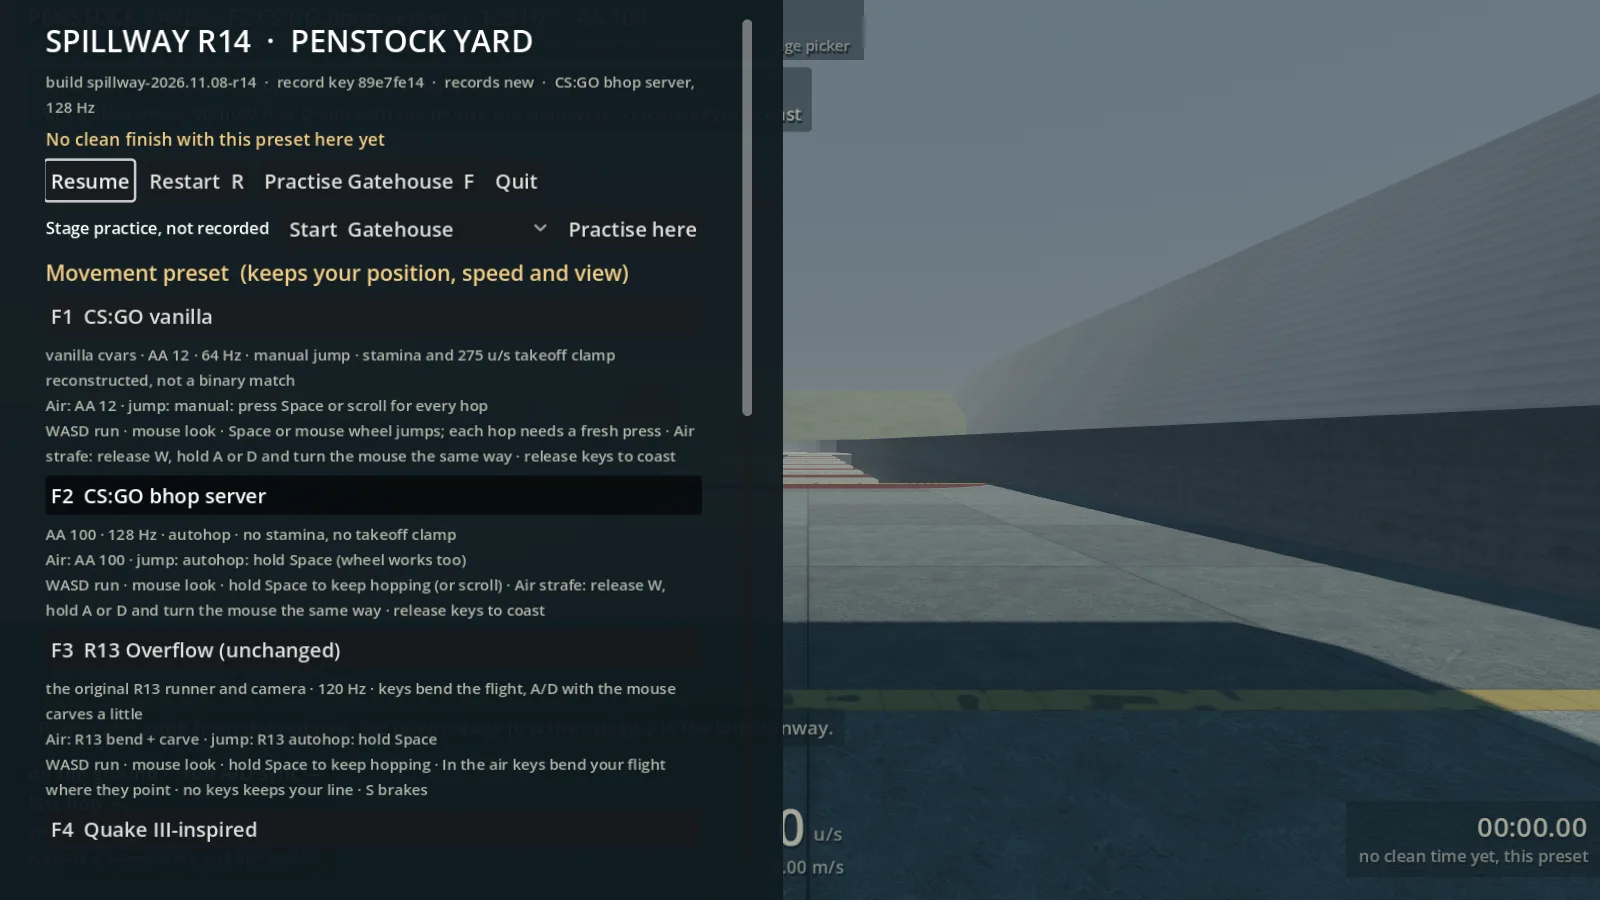 SPILLWAY R14 · PENSTOCK YARD
build spillway-2026.11.08-r14 · record key 89e7fe14 · records new · CS:GO bhop server,
128 Hz
No clean finish with this preset here yet
Resume Restart R Practise Gatehouse F Quit
Stage practice, not recorded Start Gatehouse Practise here
Movement preset (keeps your position, speed and view)
F1 CS:GO vanilla
vanilla cvars · AA 12 · 64 Hz · manual jump · stamina and 275 u/s takeoff clamp
reconstructed, not a binary match
Air: AA 12 · jump: manual: press Space or scroll for every hop
WASD run · mouse look · Space or mouse wheel jumps; each hop needs a fresh press · Air
strafe: release W, hold A or D and turn the mouse the same way · release keys to coast
F2 CS:GO bhop server
AA 100 · 128 Hz · autohop · no stamina, no takeoff clamp
Air: AA 100 · jump: autohop: hold Space (wheel works too)
WASD run · mouse look · hold Space to keep hopping (or scroll) · Air strafe: release W,
hold A or D and turn the mouse the same way · release keys to coast
F3 R13 Overflow (unchanged)
the original R13 runner and camera · 120 Hz · keys bend the flight, A/D with the mouse
carves a little
Air: R13 bend + carve · jump: R13 autohop: hold Space
WASD run · mouse look · hold Space to keep hopping · In the air keys bend your flight
where they point · no keys keeps your line · S brakes
F4 Quake III-inspired
ge picker
ast
nway.
0 u/s
.00 m/s
00:00.00
no clean time yet, this preset